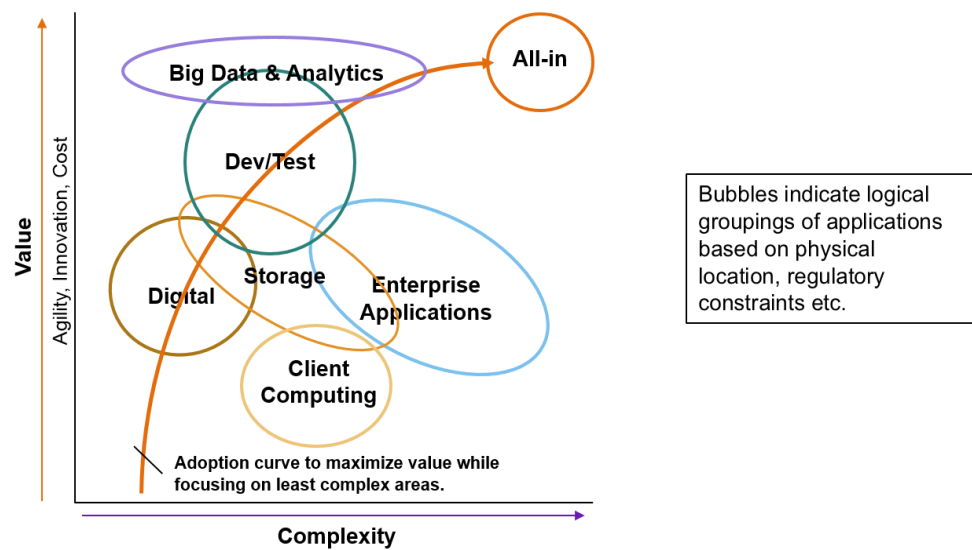 Big Data & Analytics
All-in
Dev/Test
Value
Agility, Innovation, Cost
Storage
Digital
Enterprise
Applications
Client
Computing
Adoption curve to maximize value while
focusing on least complex areas.
Complexity
Bubbles indicate logical
groupings of applications
based on physical
location, regulatory
constraints etc.